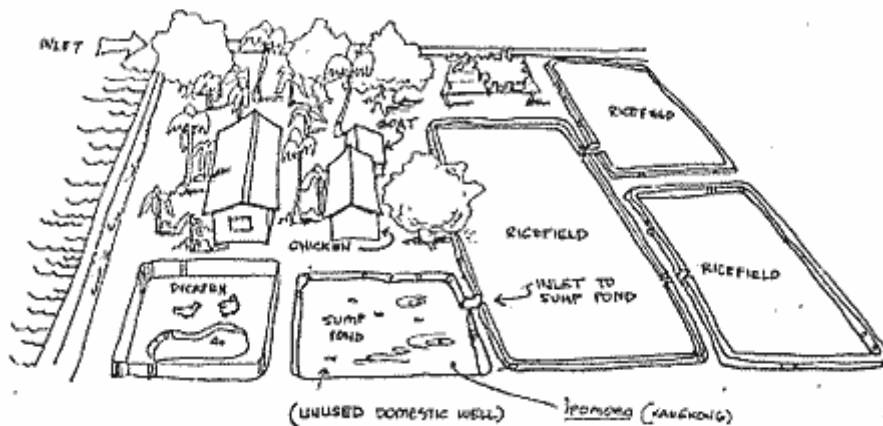 INLET
RICEFIELD
GOAT
CHICKEN
RICEFIELD
RICEFIELD
INLET TO
SUMP POND
SUMP
POND
(UNUSED DOMESTIC WELL)
Ipomoea (KANGKONG)